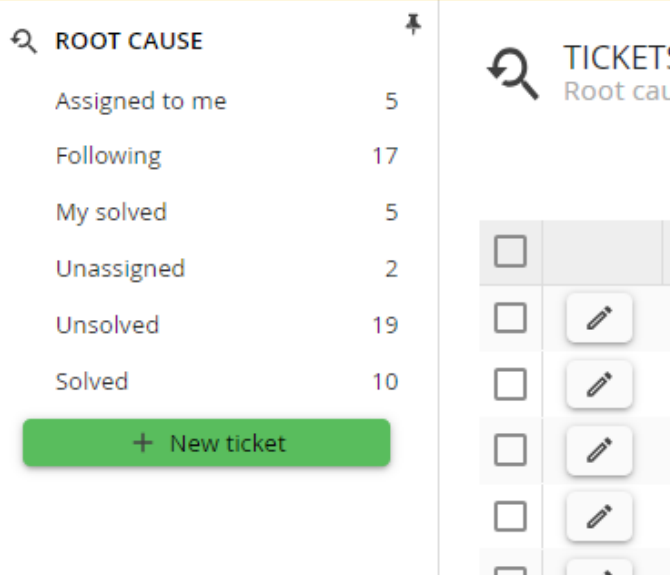 ROOT CAUSE
Assigned to me 5
Following 17
My solved 5
Unassigned 2
Unsolved 19
Solved 10
+ New ticket
TICKETS
Root cau